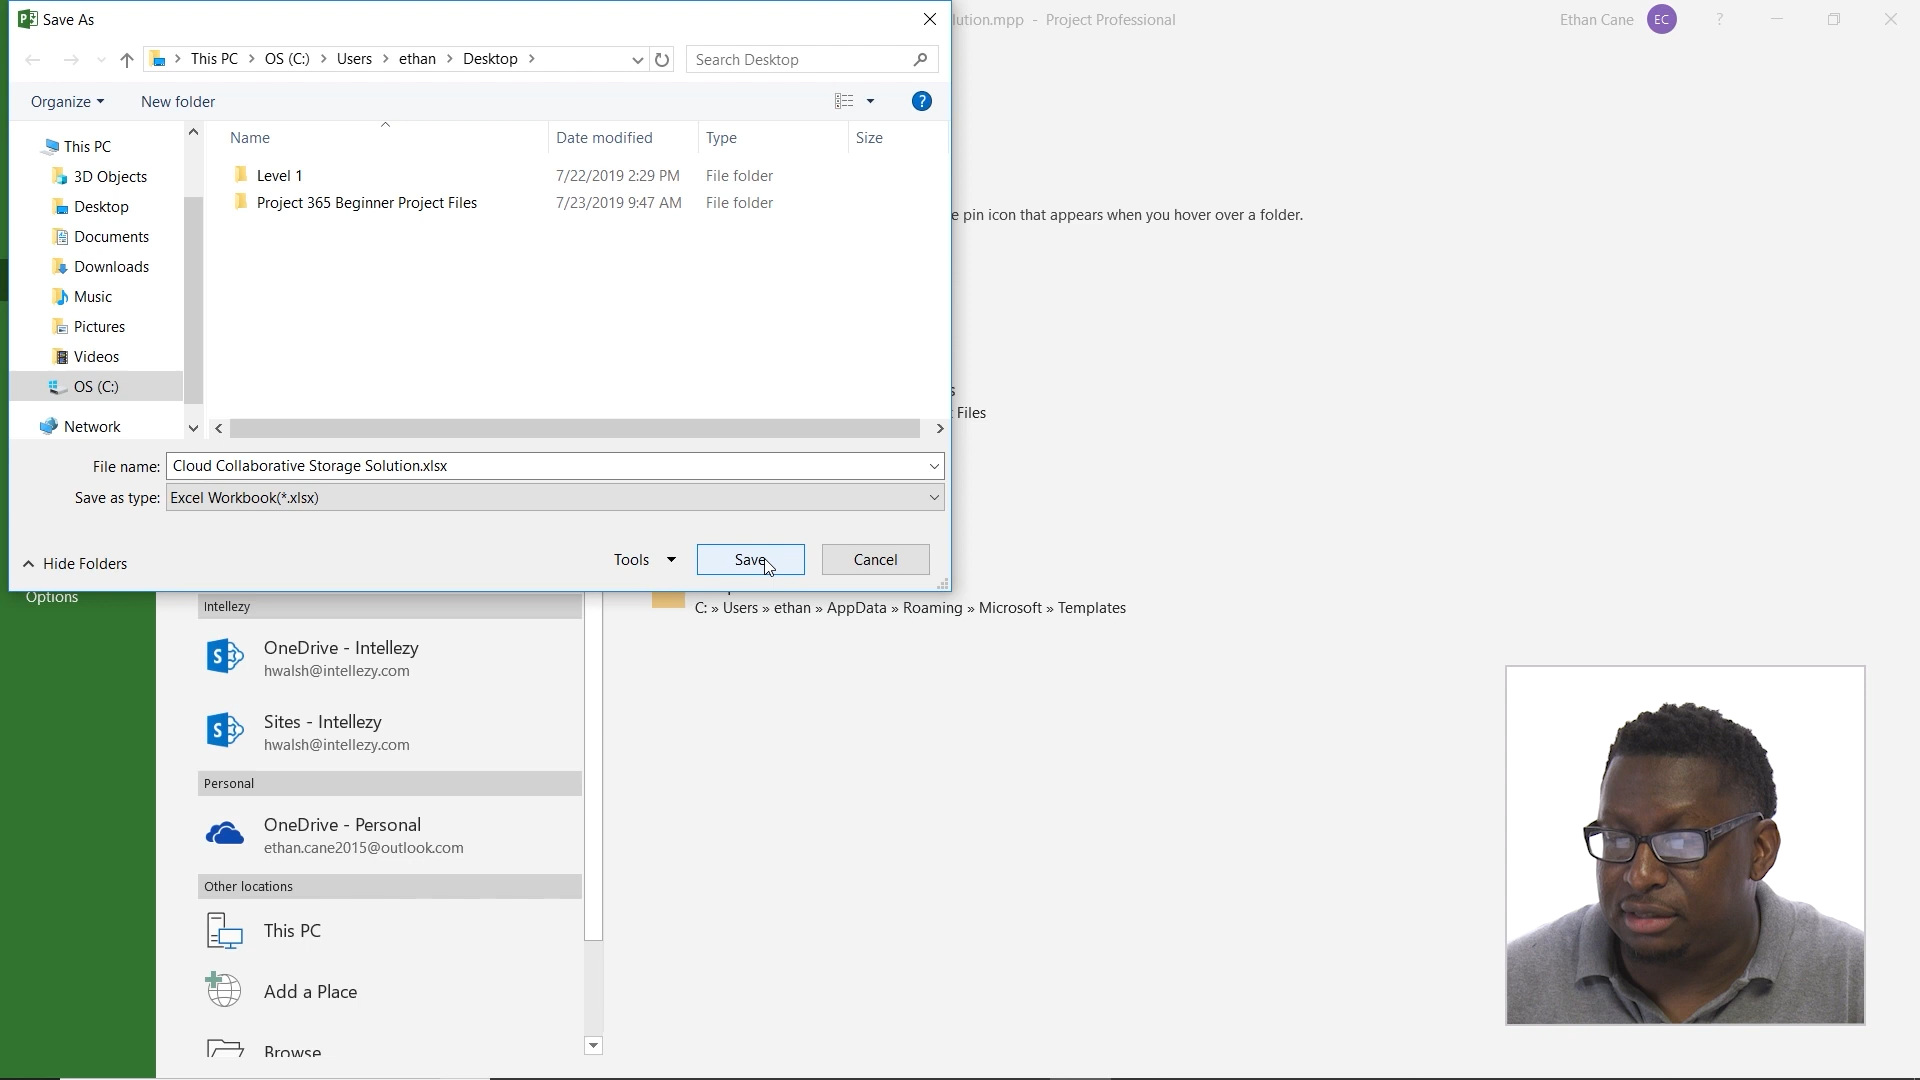 Save As
lution.mpp - Project Professional
Ethan Cane
EC
?
This PC > OS (C:) > Users > ethan > Desktop >
Search Desktop
Organize
New folder
?
Name
Date modified
Type
Size
This PC
3D Objects
Desktop
Documents
Downloads
Music
Pictures
Videos
OS (C:)
Network
Level 1
7/22/2019 2:29 PM
File folder
Project 365 Beginner Project Files
7/23/2019 9:47 AM
File folder
e pin icon that appears when you hover over a folder.
s
Files
File name:
Cloud Collaborative Storage Solution.xlsx
Save as type:
Excel Workbook(*.xlsx)
Hide Folders
Tools
Save
Cancel
Options
Intellezy
OneDrive - Intellezy
hwalsh@intellezy.com
Sites - Intellezy
hwalsh@intellezy.com
Personal
OneDrive - Personal
ethan.cane2015@outlook.com
Other locations
This PC
Add a Place
Browse
C: » Users » ethan » AppData » Roaming » Microsoft » Templates